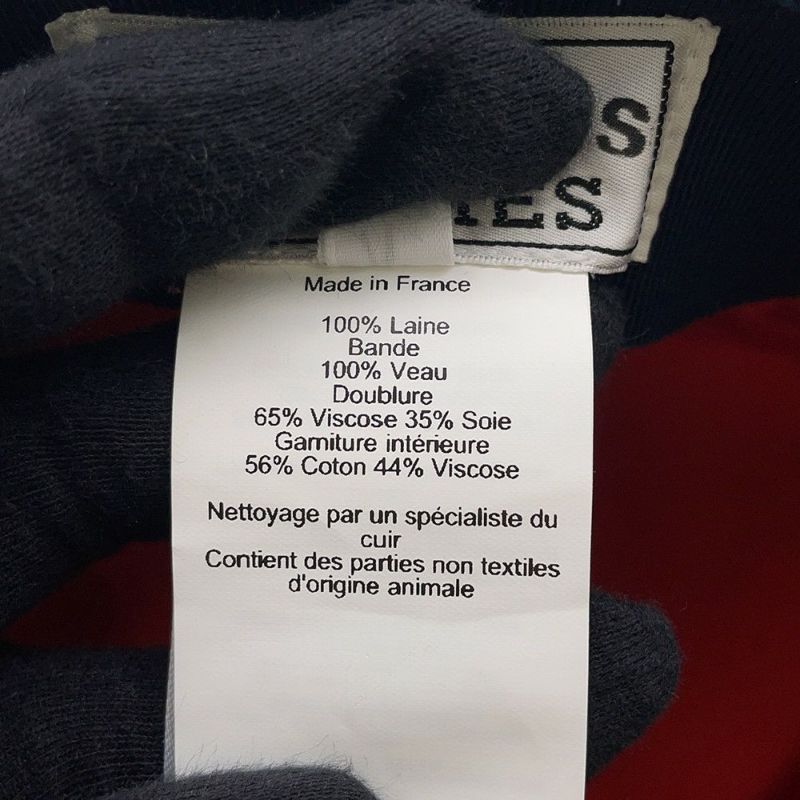 S
ES
Made in France
100% Laine
Bande
100% Veau
Doublure
65% Viscose 35% Soie
Garniture intérieure
56% Coton 44% Viscose
Nettoyage par un spécialiste du
cuir
Contient des parties non textiles
d'origine animale